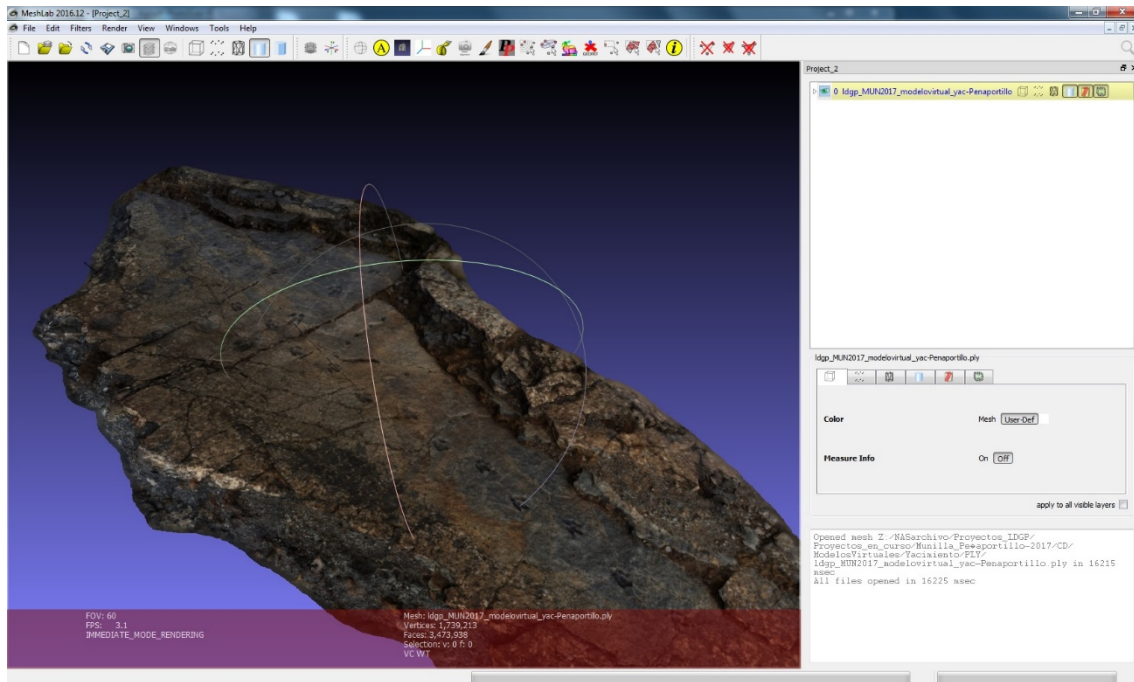 MeshLab 2016.12 - [Project_2]
File Edit Filters Render View Windows Tools Help
Project_2
0 ldgp_MUN2017_modelovirtual_yac-Penaportillo
ldgp_MUN2017_modelovirtual_yac-Penaportillo.ply
Color Mesh User-Def
Measure Info On Off
apply to all visible layers
Opened mesh Z:/NASarchivo/Proyectos_LDGP/
Proyectos_en_curso/Munilla_Pe+aportillo-2017/CD/
ModelosVirtuales/Yacimiento/PLY/
ldgp_MUN2017_modelovirtual_yac-Penaportillo.ply in 16215
msec
All files opened in 16225 msec
FOV: 60
FPS: 3.1
IMMEDIATE_MODE_RENDERING
Mesh: ldgp_MUN2017_modelovirtual_yac-Penaportillo.ply
Vertices: 1,739,213
Faces: 3,473,938
Selection: v: 0 f: 0
VC WT